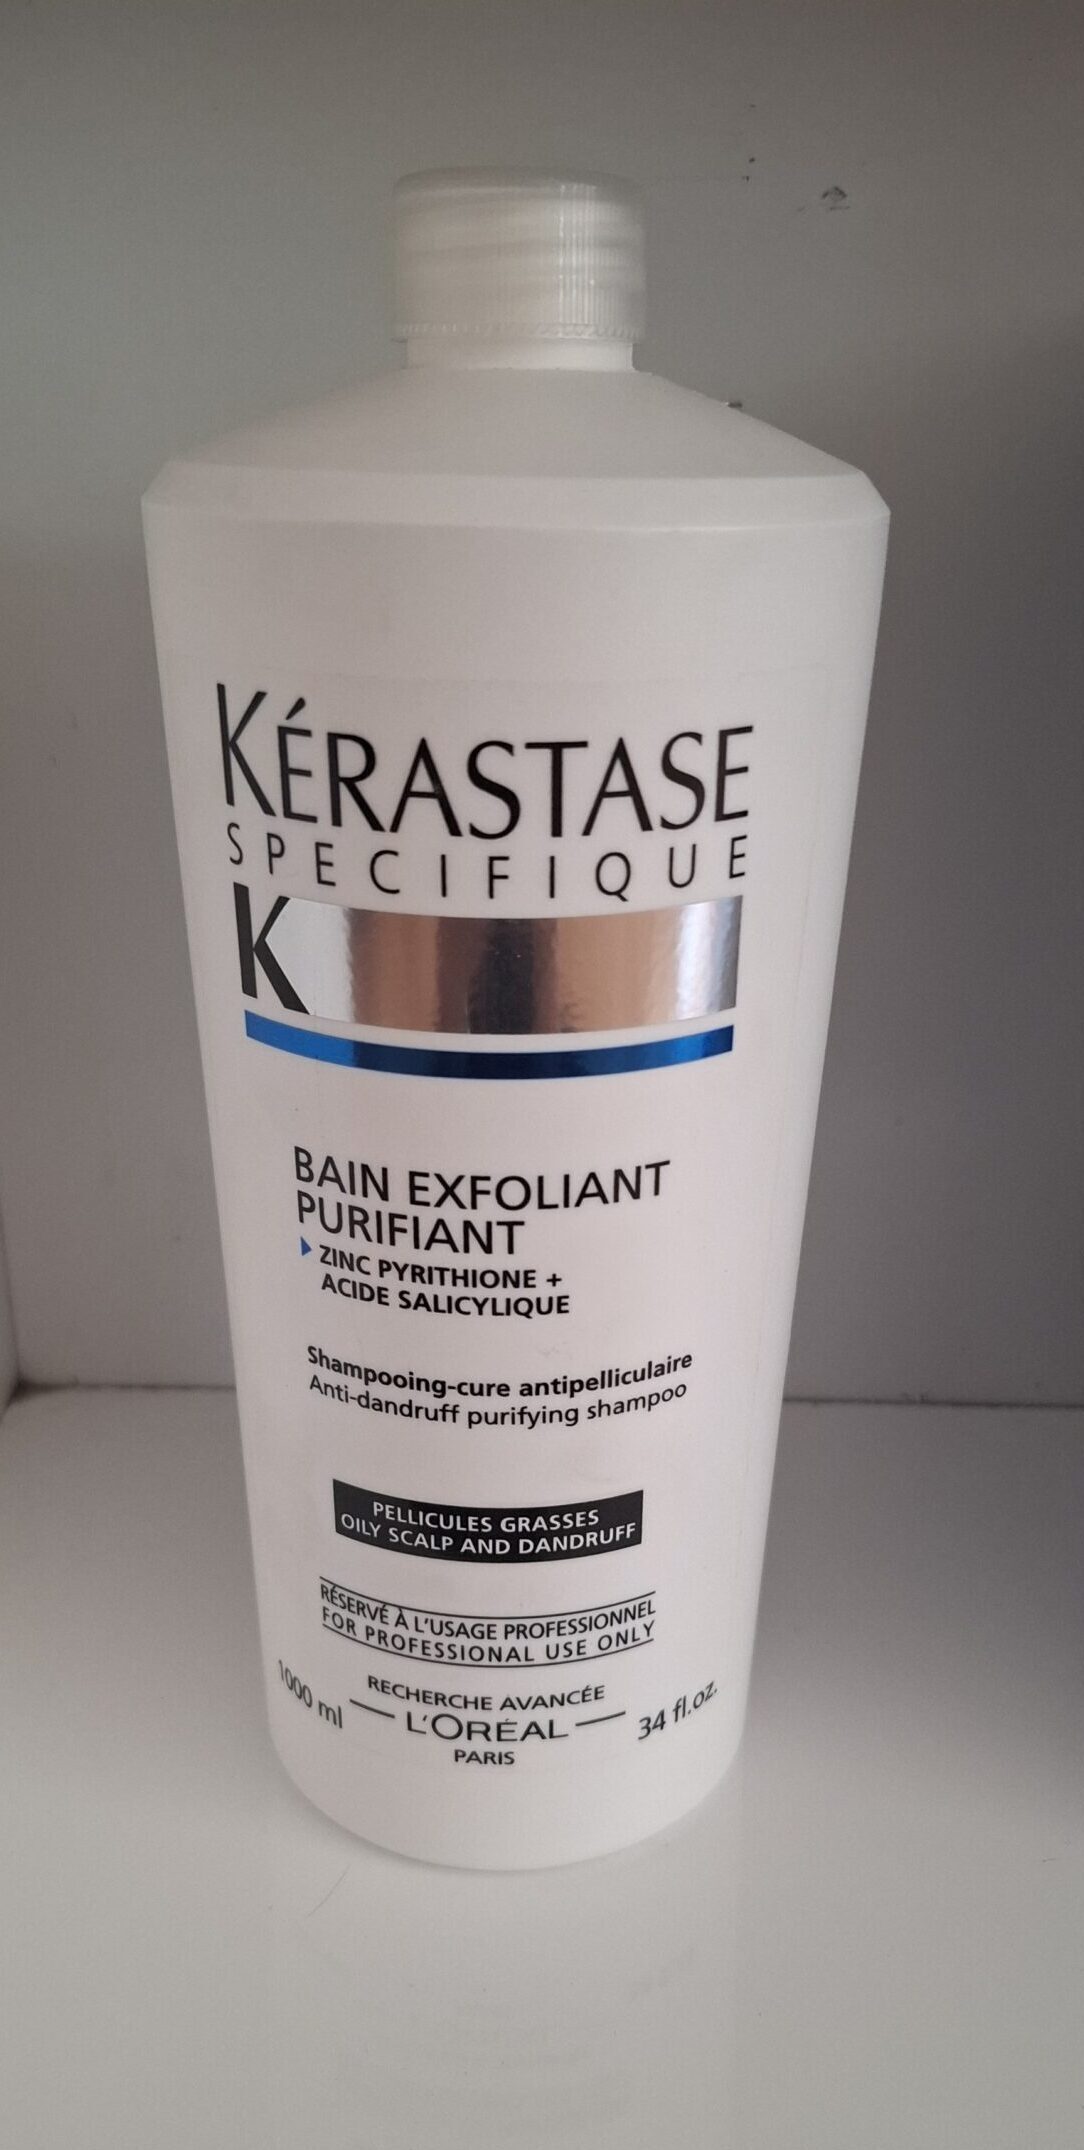 KÉRASTASE
SPECIFIQUE
K
BAIN EXFOLIANT
PURIFIANT
ZINC PYRITHIONE +
ACIDE SALICYLIQUE
Shampooing-cure antipelliculaire
Anti-dandruff purifying shampoo
PELLICULES GRASSES
OILY SCALP AND DANDRUFF
RÉSERVÉ À L'USAGE PROFESSIONNEL
FOR PROFESSIONAL USE ONLY
1000 ml
RECHERCHE AVANCÉE
L'ORÉAL
PARIS
34 fl.oz.